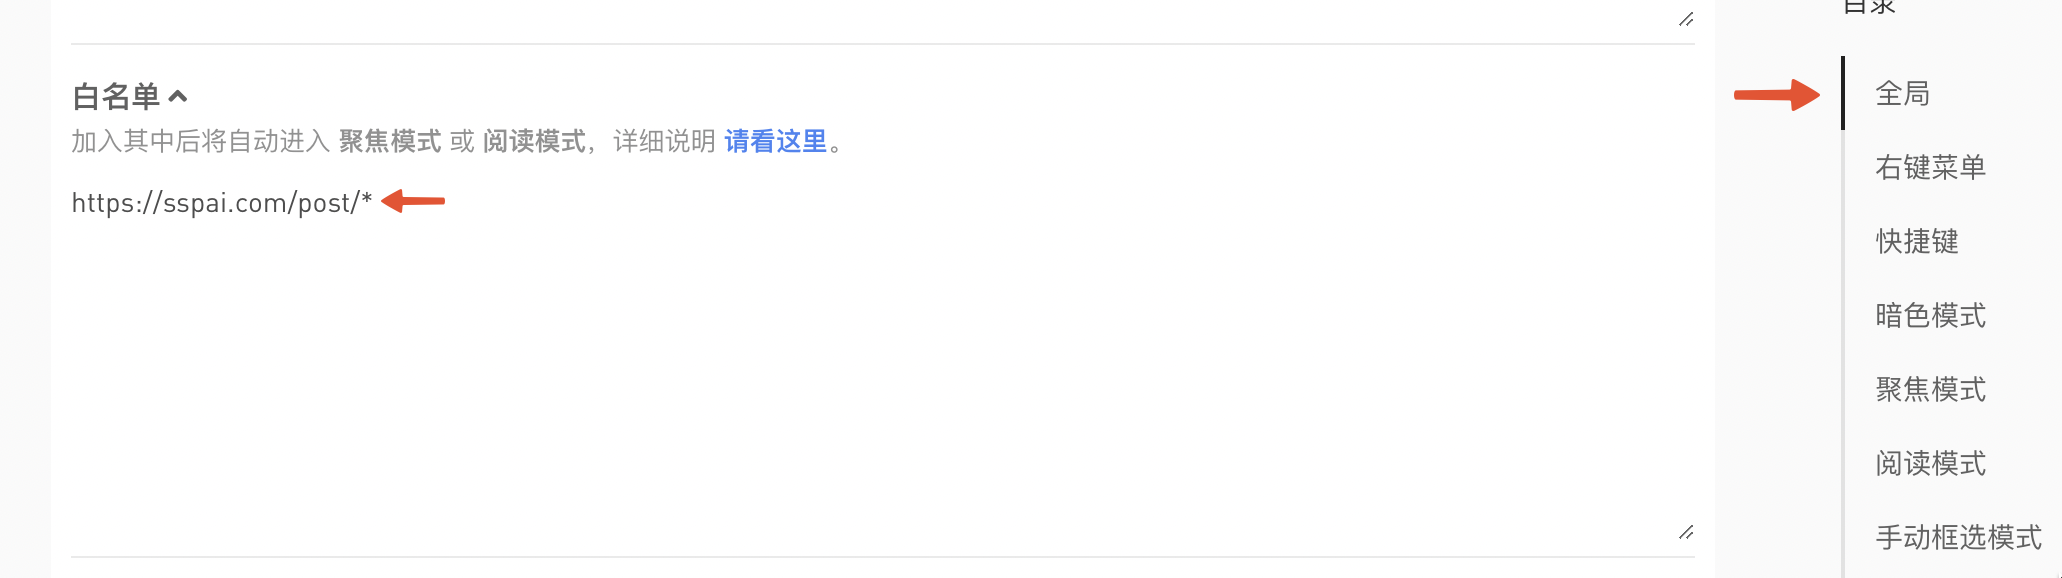 目录
白名单
加入其中后将自动进入 聚焦模式 或 阅读模式，详细说明 请看这里。
https://sspai.com/post/*
全局
右键菜单
快捷键
暗色模式
聚焦模式
阅读模式
手动框选模式